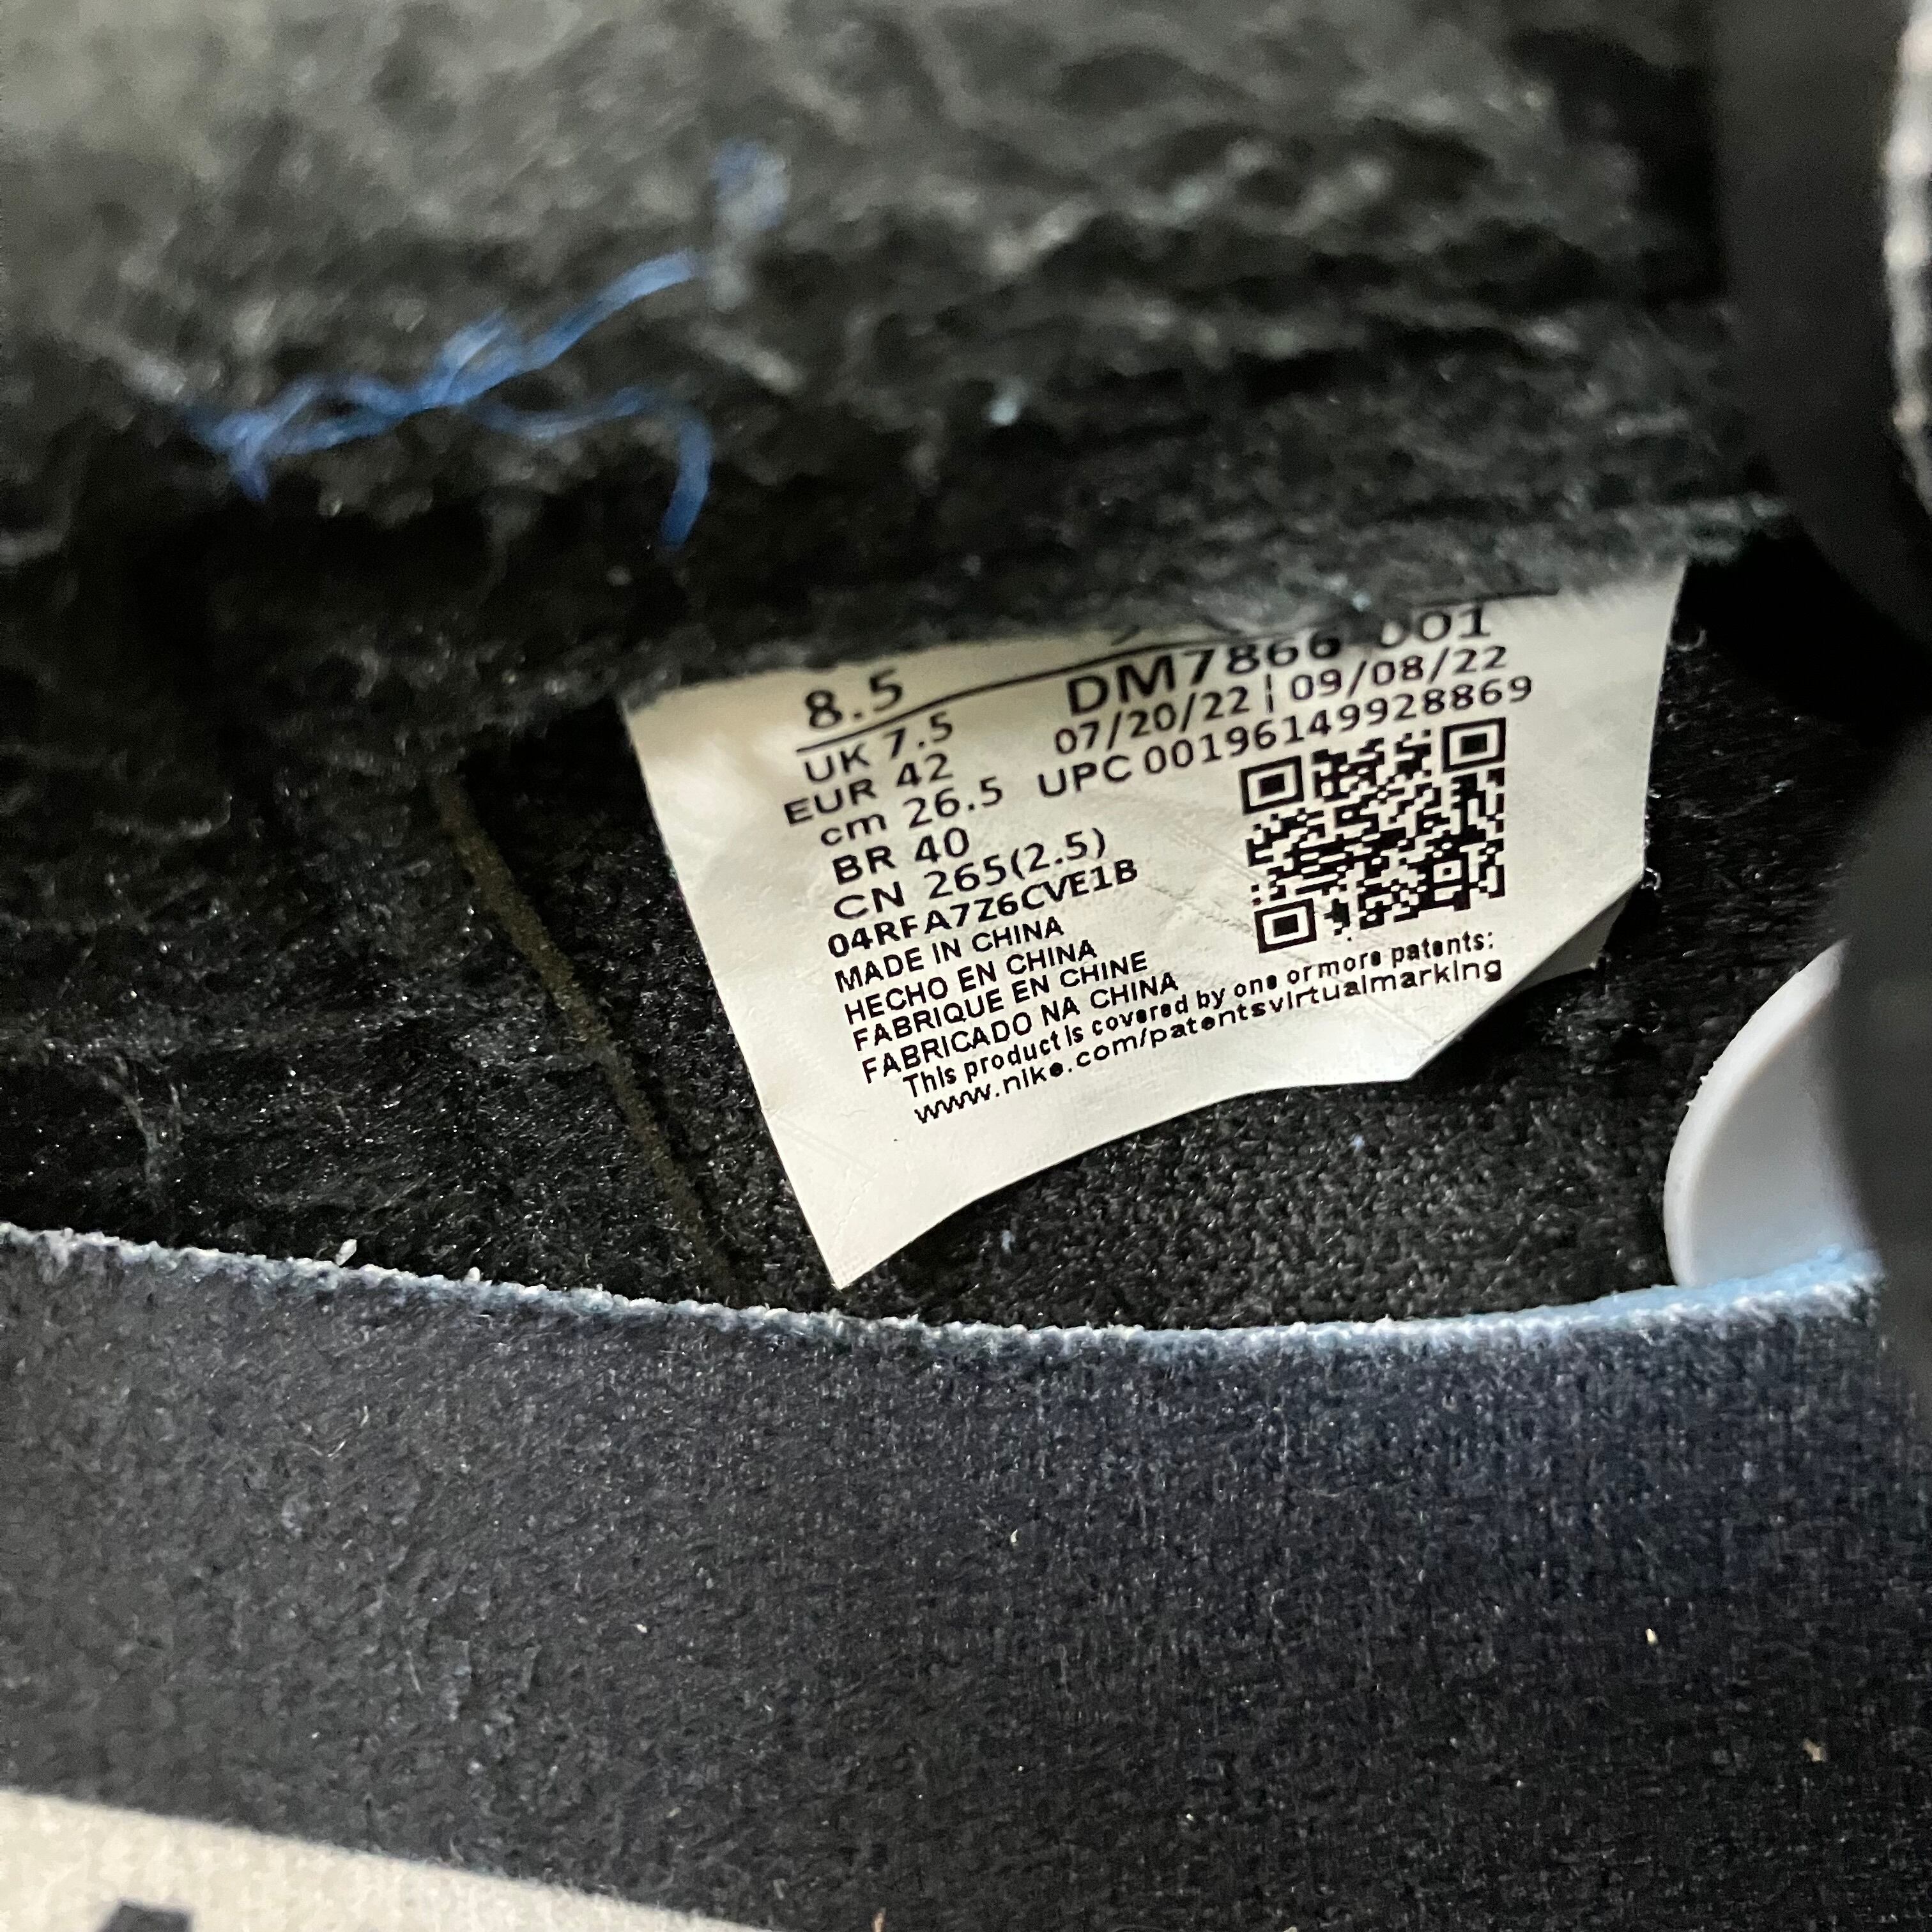 8.5
DM7866 001
UK 7.5
07/20/22 | 09/08/22
EUR 42
UPC 00196149928869
cm 26.5
BR 40
CN 265(2.5)
04RFA7Z6CVE1B
MADE IN CHINA
HECHO EN CHINA
FABRIQUE EN CHINE
FABRICADO NA CHINA
This product is covered by one or more patents:
www.nike.com/patentsvirtualmarking